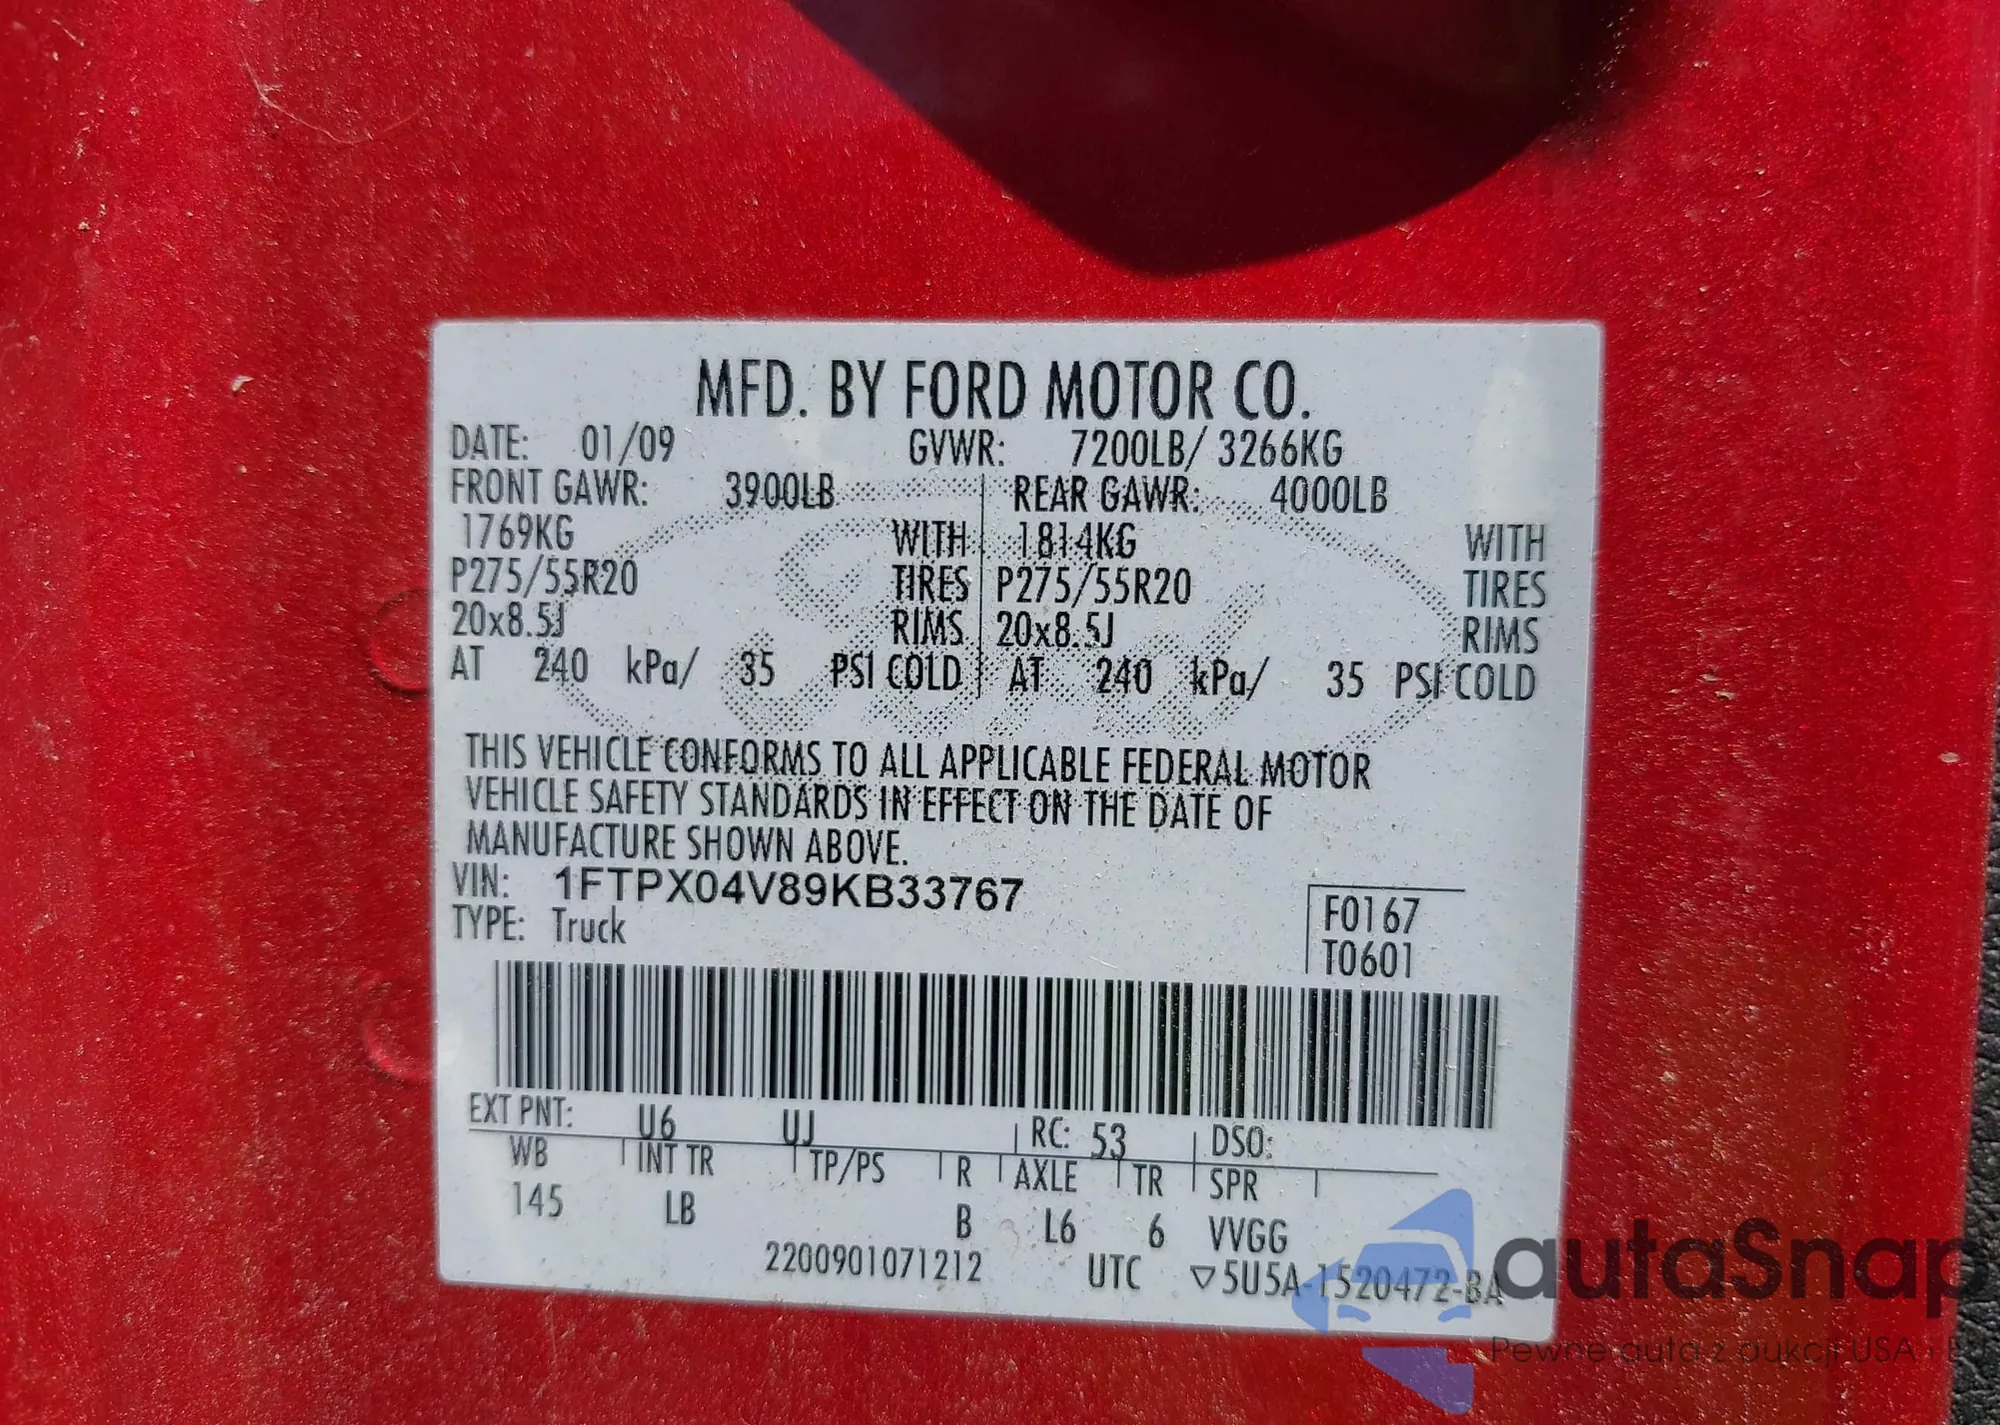 MFD. BY FORD MOTOR CO.
DATE: 01/09 GVWR: 7200LB/ 3266KG
FRONT GAWR: 3900LB REAR GAWR: 4000LB
1769KG WITH 1814KG WITH
P275/55R20 TIRES P275/55R20 TIRES
20x8.5J RIMS 20x8.5J RIMS
AT 240 kPa/ 35 PSI COLD AT 240 kPa/ 35 PSI COLD
THIS VEHICLE CONFORMS TO ALL APPLICABLE FEDERAL MOTOR
VEHICLE SAFETY STANDARDS IN EFFECT ON THE DATE OF
MANUFACTURE SHOWN ABOVE.
VIN: 1FTPX04V89KB33767
TYPE: Truck
F0167
T0601
EXT PNT: U6 UJ RC: 53 DSO:
WB INT TR TP/PS R AXLE TR SPR
145 LB B L6 6 VVGG
2200901071212 UTC ▽5U5A-1520472-BA
autaSnap
Pewne auta z aukcji USA